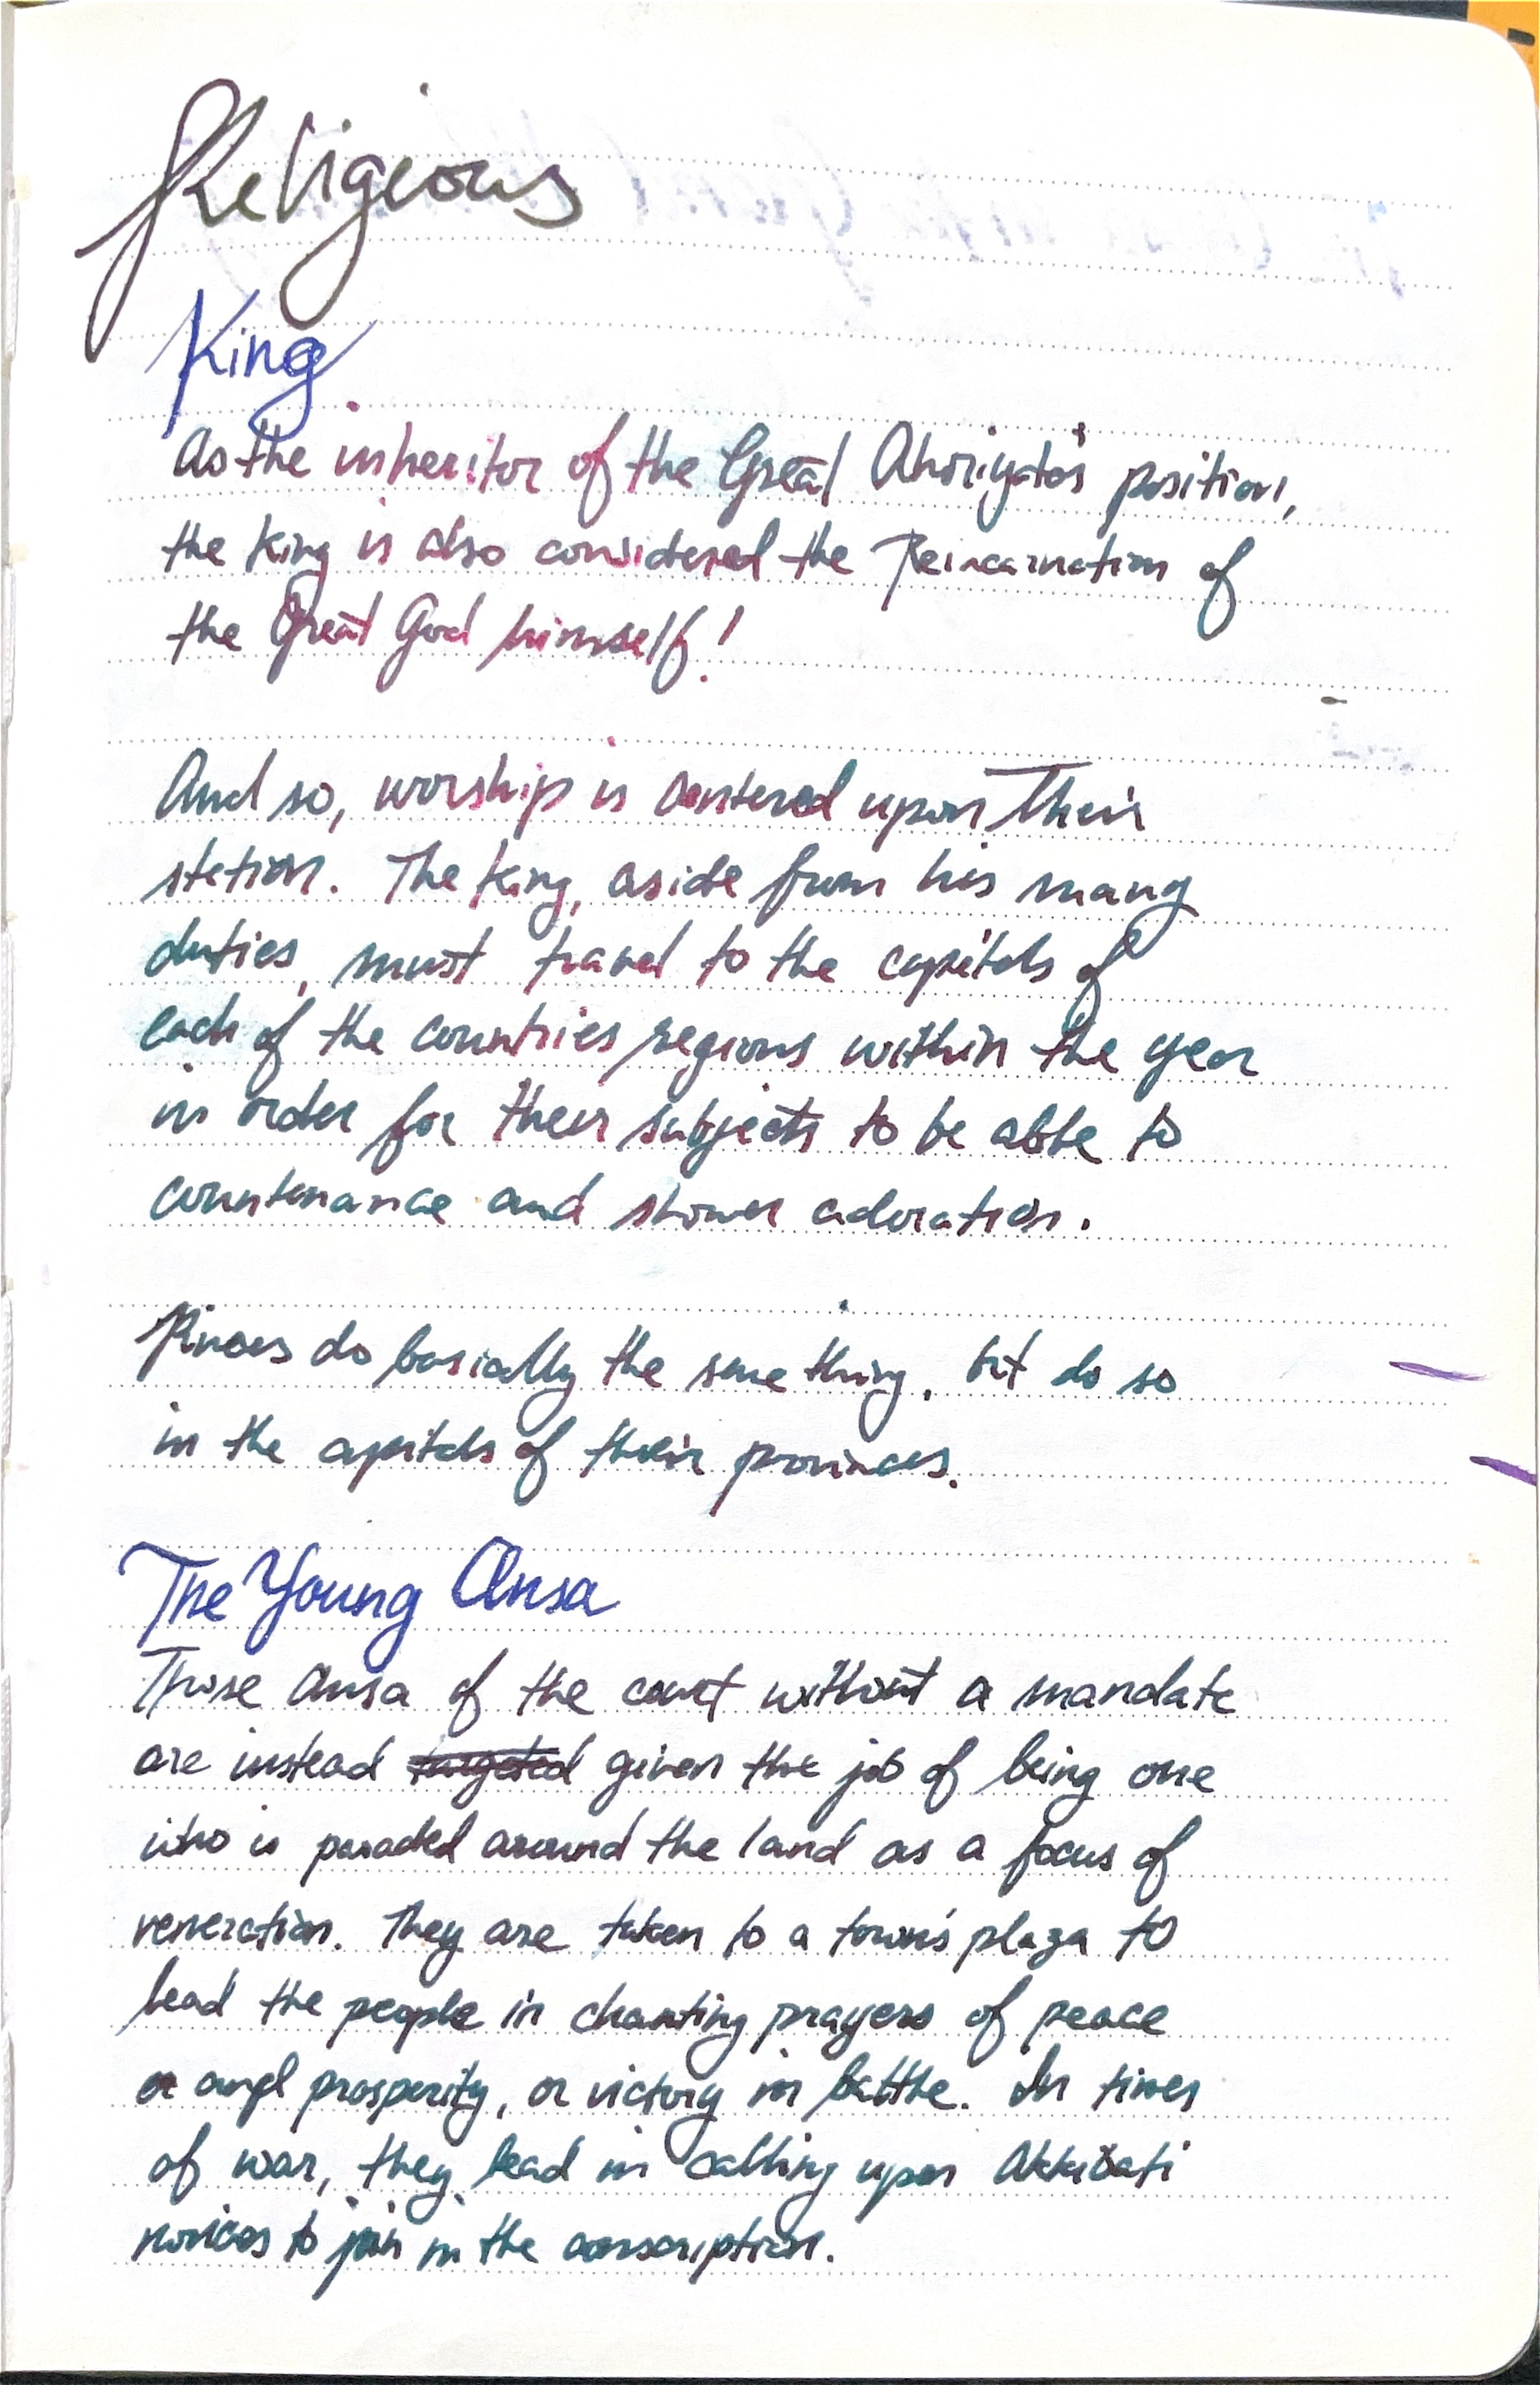 Religeous
King
As the inheritor of the Great Ahoriyato's position,
the King is also considered the Reincarnation of
the Great God himself!
And so, worship is centered upon Their
station. The King, aside from his many
duties, must travel to the capitals of
each of the countries regions within the year
in order for their subjects to be able to
countenance and shower adoration.
Princes do basically the same thing, but do so
in the capitals of their provinces.
The Young Ansa
Those Ansa of the court without a mandate
are instead targeted given the job of being one
who is paraded around the land as a focus of
veneration. They are taken to a town's plaza to
lead the people in chanting prayers of peace
or and prosperity, or victory in battle. In times
of war, they lead in calling upon Akkibati
novices to join in the conscription.